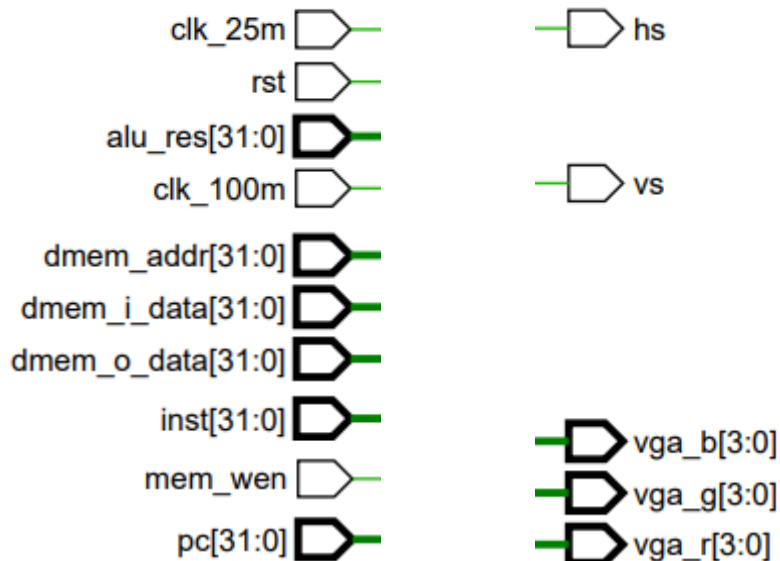 clk_25m
rst
alu_res[31:0]
clk_100m
dmem_addr[31:0]
dmem_i_data[31:0]
dmem_o_data[31:0]
inst[31:0]
mem_wen
pc[31:0]
hs
vs
vga_b[3:0]
vga_g[3:0]
vga_r[3:0]